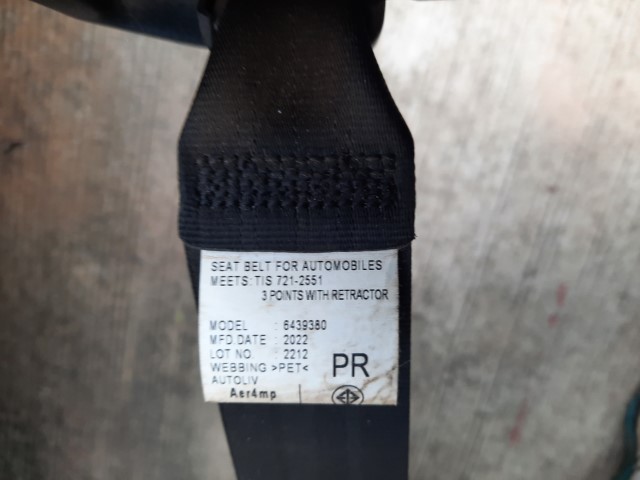 SEAT BELT FOR AUTOMOBILES
MEETS: TIS 721-2551
3 POINTS WITH RETRACTOR
MODEL : 6439380
MFD.DATE : 2022
LOT NO. : 2212
WEBBING >PET<
PR
AUTOLIV
Aer4mp